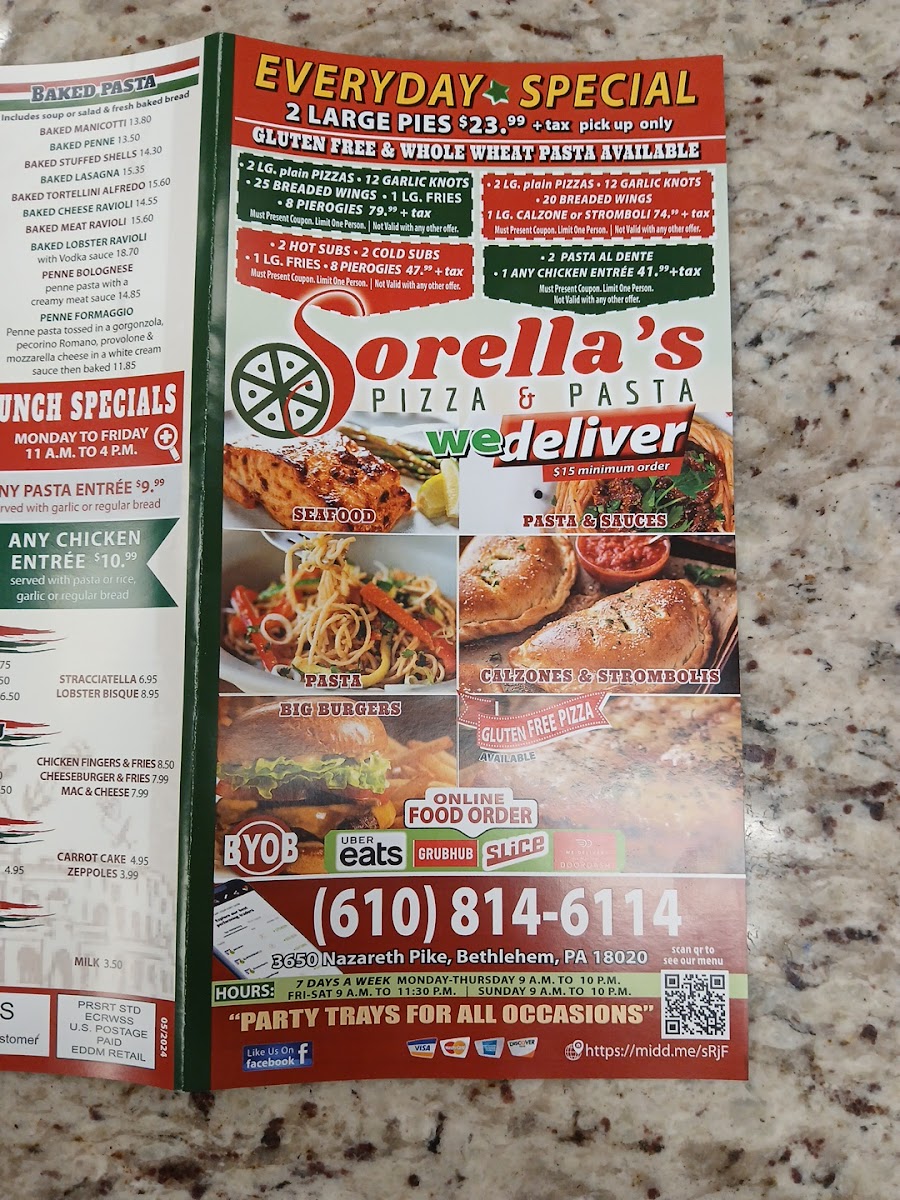 BAKED PASTA
Includes soup or salad & fresh baked bread
BAKED MANICOTTI 13.80
BAKED PENNE 13.50
BAKED STUFFED SHELLS 14.30
BAKED LASAGNA 15.35
BAKED TORTELLINI ALFREDO 15.60
BAKED CHEESE RAVIOLI 14.55
BAKED MEAT RAVIOLI 15.60
BAKED LOBSTER RAVIOLI
with Vodka sauce 18.70
PENNE BOLOGNESE
penne pasta with a
creamy meat sauce 14.85
PENNE FORMAGGIO
Penne pasta tossed in a gorgonzola,
pecorino Romano, provolone &
mozzarella cheese in a white cream
sauce then baked 11.85
UNCH SPECIALS
MONDAY TO FRIDAY
11 A.M. TO 4 P.M.
NY PASTA ENTRÉE $9.99
rved with garlic or regular bread
ANY CHICKEN
ENTRÉE $10.99
served with pasta or rice,
garlic or regular bread
75
50
6.50
STRACCIATELLA 6.95
LOBSTER BISQUE 8.95
CHICKEN FINGERS & FRIES 8.50
CHEESEBURGER & FRIES 7.99
50
MAC & CHEESE 7.99
CARROT CAKE 4.95
4.95
ZEPPOLES 3.99
MILK 3.50
S
stomer
PRSRT STD
ECRWSS
U.S. POSTAGE
PAID
EDDM RETAIL
05/2024
EVERYDAY SPECIAL
2 LARGE PIES $23.99 + tax pick up only
GLUTEN FREE & WHOLE WHEAT PASTA AVAILABLE
• 2 LG. plain PIZZAS • 12 GARLIC KNOTS
• 25 BREADED WINGS • 1 LG. FRIES
• 8 PIEROGIES 79.99 + tax
Must Present Coupon. Limit One Person. | Not Valid with any other offer.
• 2 LG. plain PIZZAS • 12 GARLIC KNOTS
• 20 BREADED WINGS
1 LG. CALZONE or STROMBOLI 74.99 + tax
Must Present Coupon. Limit One Person. | Not Valid with any other offer.
• 2 HOT SUBS • 2 COLD SUBS
• 1 LG. FRIES • 8 PIEROGIES 47.99 + tax
Must Present Coupon. Limit One Person. | Not Valid with any other offer.
• 2 PASTA AL DENTE
• 1 ANY CHICKEN ENTRÉE 41.99+tax
Must Present Coupon. Limit One Person.
Not Valid with any other offer.
Sorella's
PIZZA & PASTA
we deliver
$15 minimum order
SEAFOOD
PASTA & SAUCES
PASTA
CALZONES & STROMBOLIS
BIG BURGERS
GLUTEN FREE PIZZA
AVAILABLE
ONLINE
FOOD ORDER
BYOB
UBER
eats
GRUBHUB
SLiCE
DOORDASH
(610) 814-6114
3650 Nazareth Pike, Bethlehem, PA 18020
scan qr to
see our menu
HOURS:
7 DAYS A WEEK MONDAY-THURSDAY 9 A.M. TO 10 P.M.
FRI-SAT 9 A.M. TO 11:30 P.M. | SUNDAY 9 A.M. TO 10 P.M.
"PARTY TRAYS FOR ALL OCCASIONS"
Like Us On
facebook f
VISA
MasterCard
DISCOVER
https://midd.me/sRjF